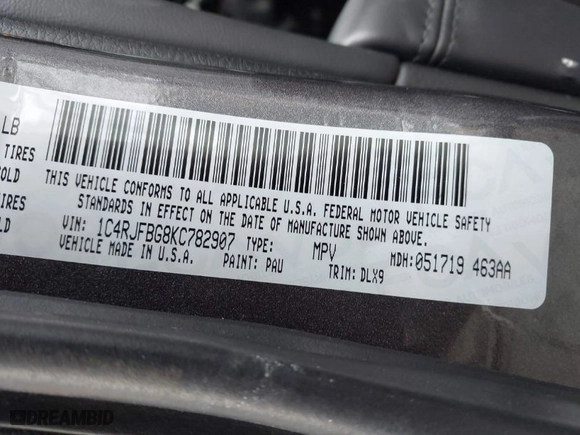 LB
TIRES
OLD
THIS VEHICLE CONFORMS TO ALL APPLICABLE U.S.A. FEDERAL MOTOR VEHICLE SAFETY
IRES
STANDARDS IN EFFECT ON THE DATE OF MANUFACTURE SHOWN ABOVE.
OLD
VIN: 1C4RJFBG8KC782907 TYPE: MPV MDH:051719 463AA
VEHICLE MADE IN U.S.A. PAINT: PAU TRIM: DLX9
DREAMBID